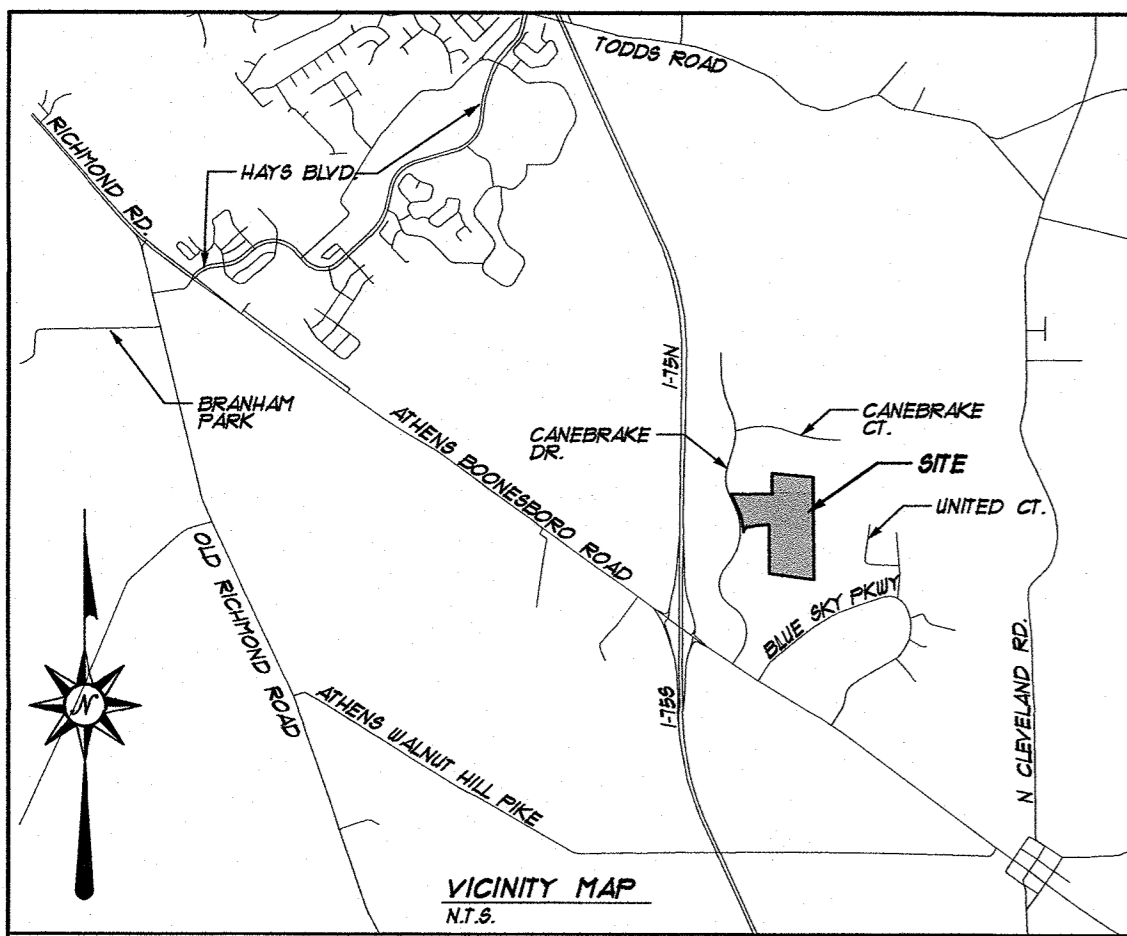 TODDS ROAD
RICHMOND RD.
HAYS BLVD.
I-75N
BRANHAM
PARK
ATHENS BOONESBORO ROAD
CANEBRAKE
DR.
CANEBRAKE
CT.
SITE
UNITED CT.
OLD RICHMOND ROAD
BLUE SKY PKWY
N CLEVELAND RD.
I-75S
ATHENS WALNUT HILL PIKE
N
VICINITY MAP
N.T.S.